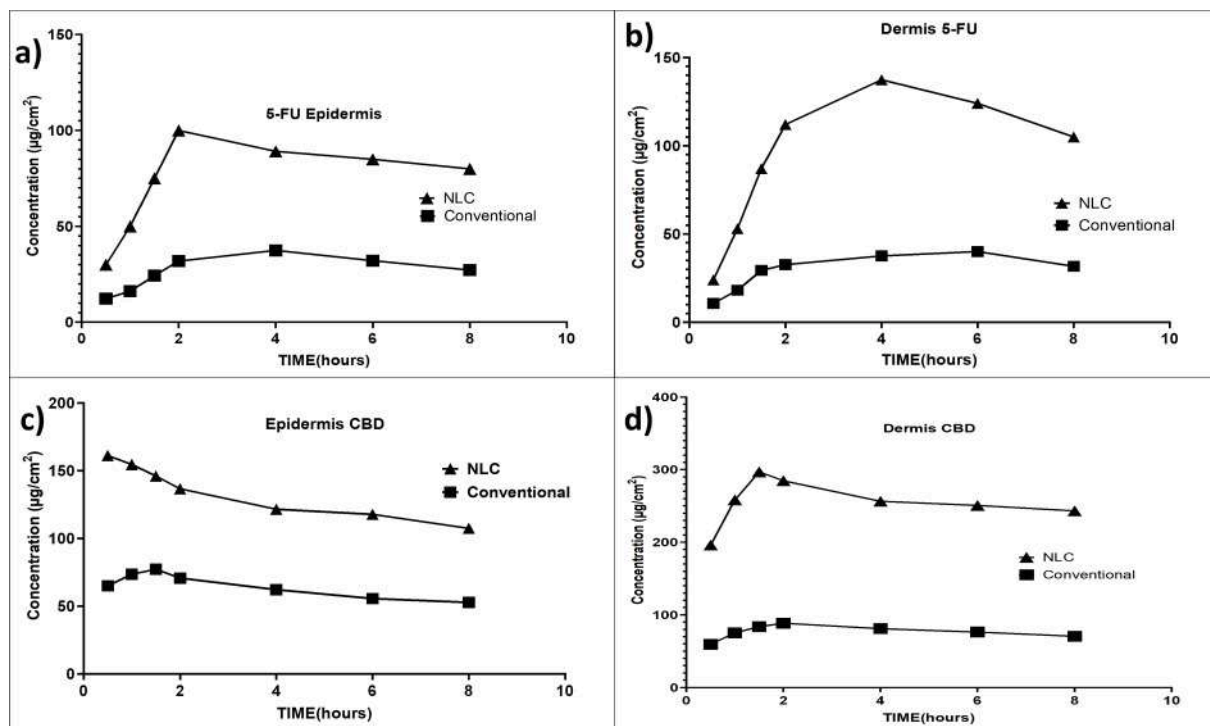 a)
5-FU Epidermis
Concentration (µg/cm²)
150
100
50
0
0 2 4 6 8 10
TIME(hours)
NLC
Conventional
b)
Dermis 5-FU
Concentration (µg/cm²)
150
100
50
0
0 2 4 6 8 10
TIME(hours)
NLC
Conventional
c)
Epidermis CBD
Concentration (µg/cm²)
200
150
100
50
0
0 2 4 6 8 10
TIME(hours)
NLC
Conventional
d)
Dermis CBD
Concentration (µg/cm²)
400
300
200
100
0
0 2 4 6 8 10
TIME(hours)
NLC
Conventional